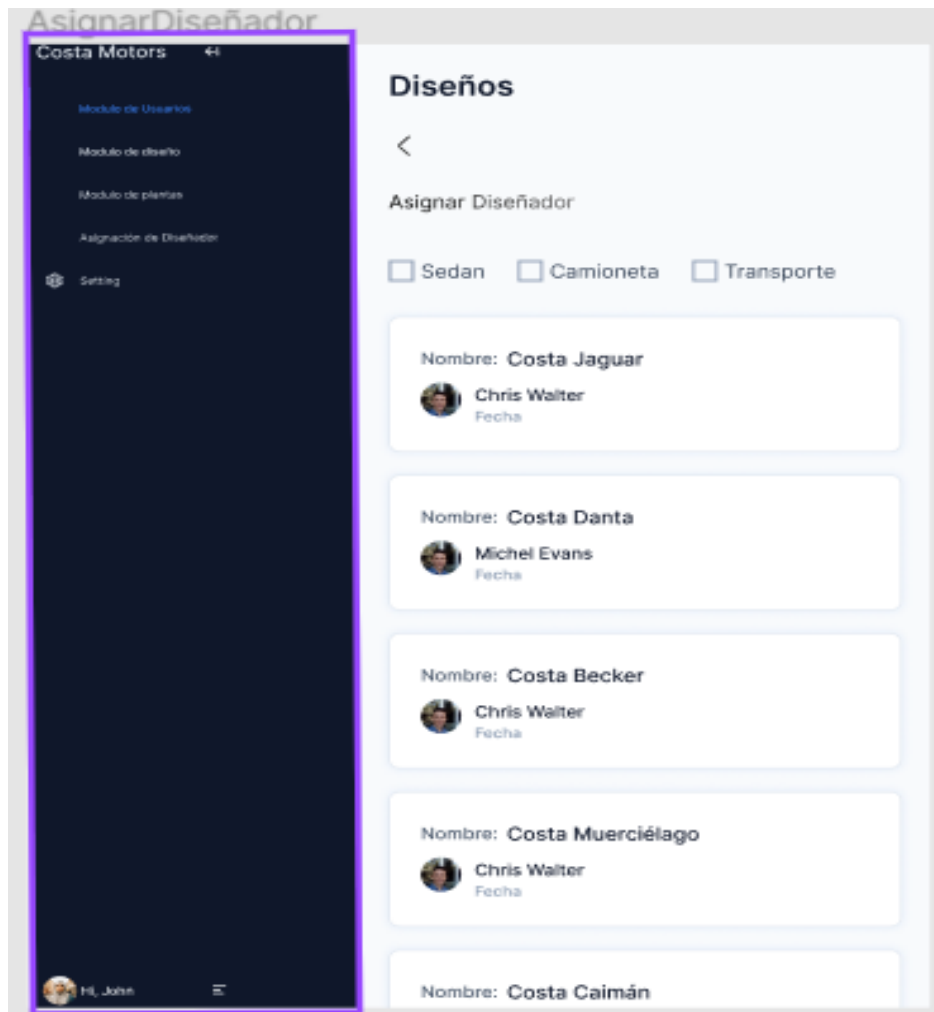 AsignarDiseñador
Costa Motors
Modulo de Usuarios
Modulo de diseño
Modulo de plantas
Asignación de Diseñador
Setting
Hi, John
Diseños
Asignar Diseñador
Sedan
Camioneta
Transporte
Nombre: Costa Jaguar
Chris Walter
Fecha
Nombre: Costa Danta
Michel Evans
Fecha
Nombre: Costa Becker
Chris Walter
Fecha
Nombre: Costa Muerciélago
Chris Walter
Fecha
Nombre: Costa Caimán